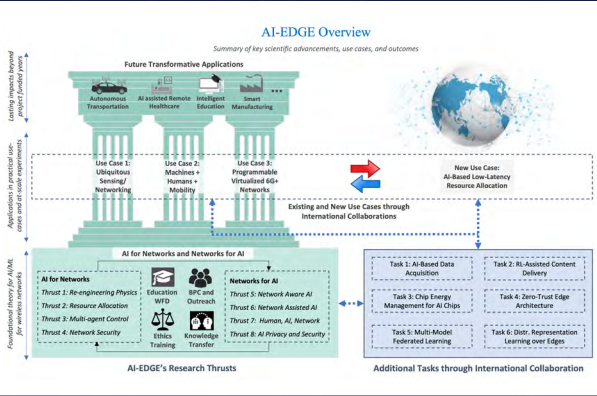 AI-EDGE Overview
Summary of key scientific advancements, use cases, and outcomes
Lasting impacts beyond
project funded years
Future Transformative Applications
Autonomous
Transportation
AI assisted Remote
Healthcare
Intelligent
Education
Smart
Manufacturing
Applications in practical use-
cases and at-scale experiments
Use Case 1:
Ubiquitous
Sensing/
Networking
Use Case 2:
Machines +
Humans +
Mobility
Use Case 3:
Programmable
Virtualized 6G+
Networks
New Use Case:
AI-Based Low-Latency
Resource Allocation
Existing and New Use Cases through
International Collaborations
Foundational theory for AI/ML
for wireless networks
AI for Networks and Networks for AI
AI for Networks
Thrust 1: Re-engineering Physics
Thrust 2: Resource Allocation
Thrust 3: Multi-agent Control
Thrust 4: Network Security
Education
WFD
BPC and
Outreach
Ethics
Training
Knowledge
Transfer
Networks for AI
Thrust 5: Network Aware AI
Thrust 6: Network Assisted AI
Thrust 7: Human, AI, Network
Thrust 8: AI Privacy and Security
Task 1: AI-Based Data
Acquisition
Task 2: RL-Assisted Content
Delivery
Task 3: Chip Energy
Management for AI Chips
Task 4: Zero-Trust Edge
Architecture
Task 5: Multi-Model
Federated Learning
Task 6: Distr. Representation
Learning over Edges
AI-EDGE's Research Thrusts
Additional Tasks through International Collaboration